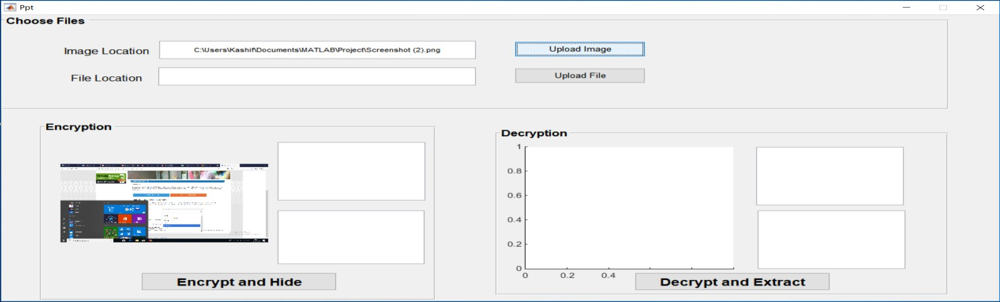 Ppt
Choose Files
Image Location
C:\Users\Kashif\Documents\MATLAB\Project\Screenshot (2).png
Upload Image
File Location
Upload File
Encryption
Encrypt and Hide
Decryption
1
0.8
0.6
0.4
0.2
0
0 0.2 0.4
Decrypt and Extract